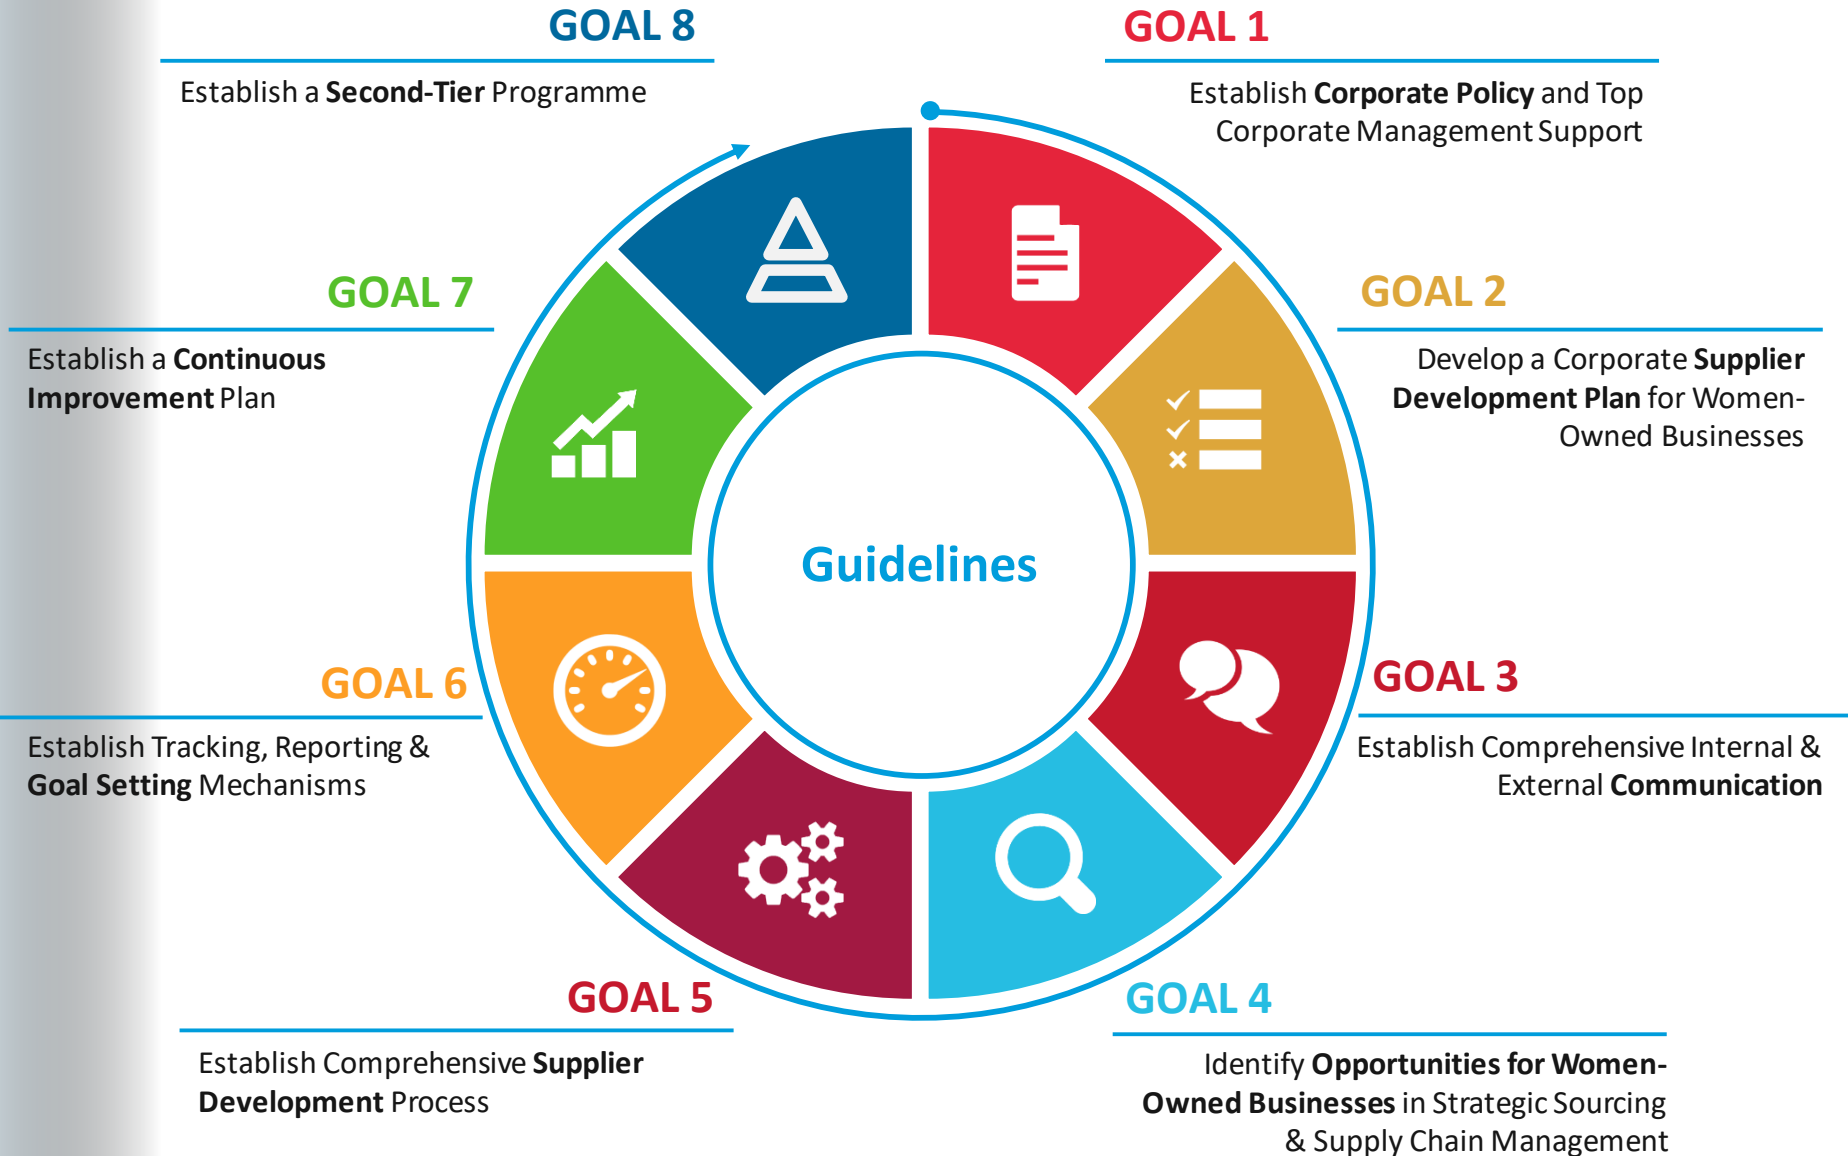 GOAL 1
Establish Corporate Policy and Top
Corporate Management Support
GOAL 2
Develop a Corporate Supplier
Development Plan for Women-
Owned Businesses
GOAL 3
Establish Comprehensive Internal &
External Communication
GOAL 4
Identify Opportunities for Women-
Owned Businesses in Strategic Sourcing
& Supply Chain Management
GOAL 5
Establish Comprehensive Supplier
Development Process
GOAL 6
Establish Tracking, Reporting &
Goal Setting Mechanisms
GOAL 7
Establish a Continuous
Improvement Plan
GOAL 8
Establish a Second-Tier Programme
Guidelines